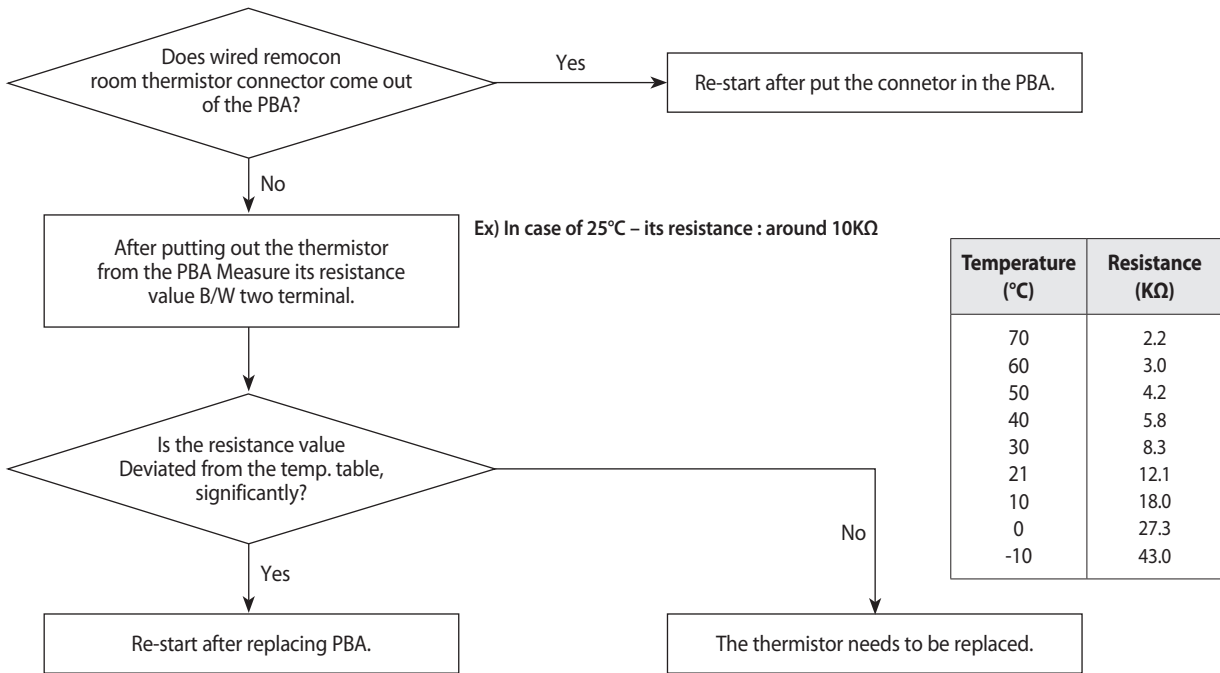 Does wired remocon
room thermistor connector come out
of the PBA?
Yes
Re-start after put the connetor in the PBA.
No
After putting out the thermistor
from the PBA Measure its resistance
value B/W two terminal.
Ex) In case of 25°C – its resistance : around 10KΩ
Temperature Resistance
(°C) (KΩ)
70 2.2
60 3.0
50 4.2
40 5.8
30 8.3
21 12.1
10 18.0
0 27.3
-10 43.0
Is the resistance value
Deviated from the temp. table,
significantly?
No
Yes
Re-start after replacing PBA.
The thermistor needs to be replaced.